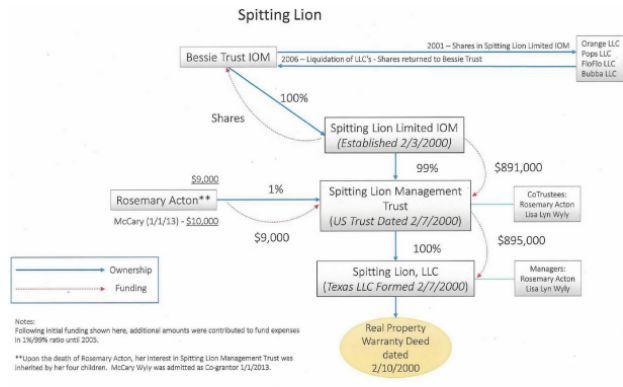 Spitting Lion
2001 – Shares in Spitting Lion Limited IOM
Orange LLC
Pops LLC
FloFlo LLC
Bubba LLC
Bessie Trust IOM
2006 – Liquidation of LLC's - Shares returned to Bessie Trust
100%
Shares
Spitting Lion Limited IOM
(Established 2/3/2000)
99%
$891,000
$9,000
Rosemary Acton**
1%
McCary (1/1/13) - $10,000
$9,000
Spitting Lion Management
Trust
(US Trust Dated 2/7/2000)
CoTrustees:
Rosemary Acton
Lisa Lyn Wyly
100%
$895,000
Ownership
Funding
Spitting Lion, LLC
(Texas LLC Formed 2/7/2000)
Managers:
Rosemary Acton
Lisa Lyn Wyly
Notes:
Following initial funding shown here, additional amounts were contributed to fund expenses
in 1%/99% ratio until 2005.
**Upon the death of Rosemary Acton, her interest in Spitting Lion Management Trust was
inherited by her four children. McCary Wyly was admitted as Co-grantor 1/1/2013.
Real Property
Warranty Deed
dated
2/10/2000